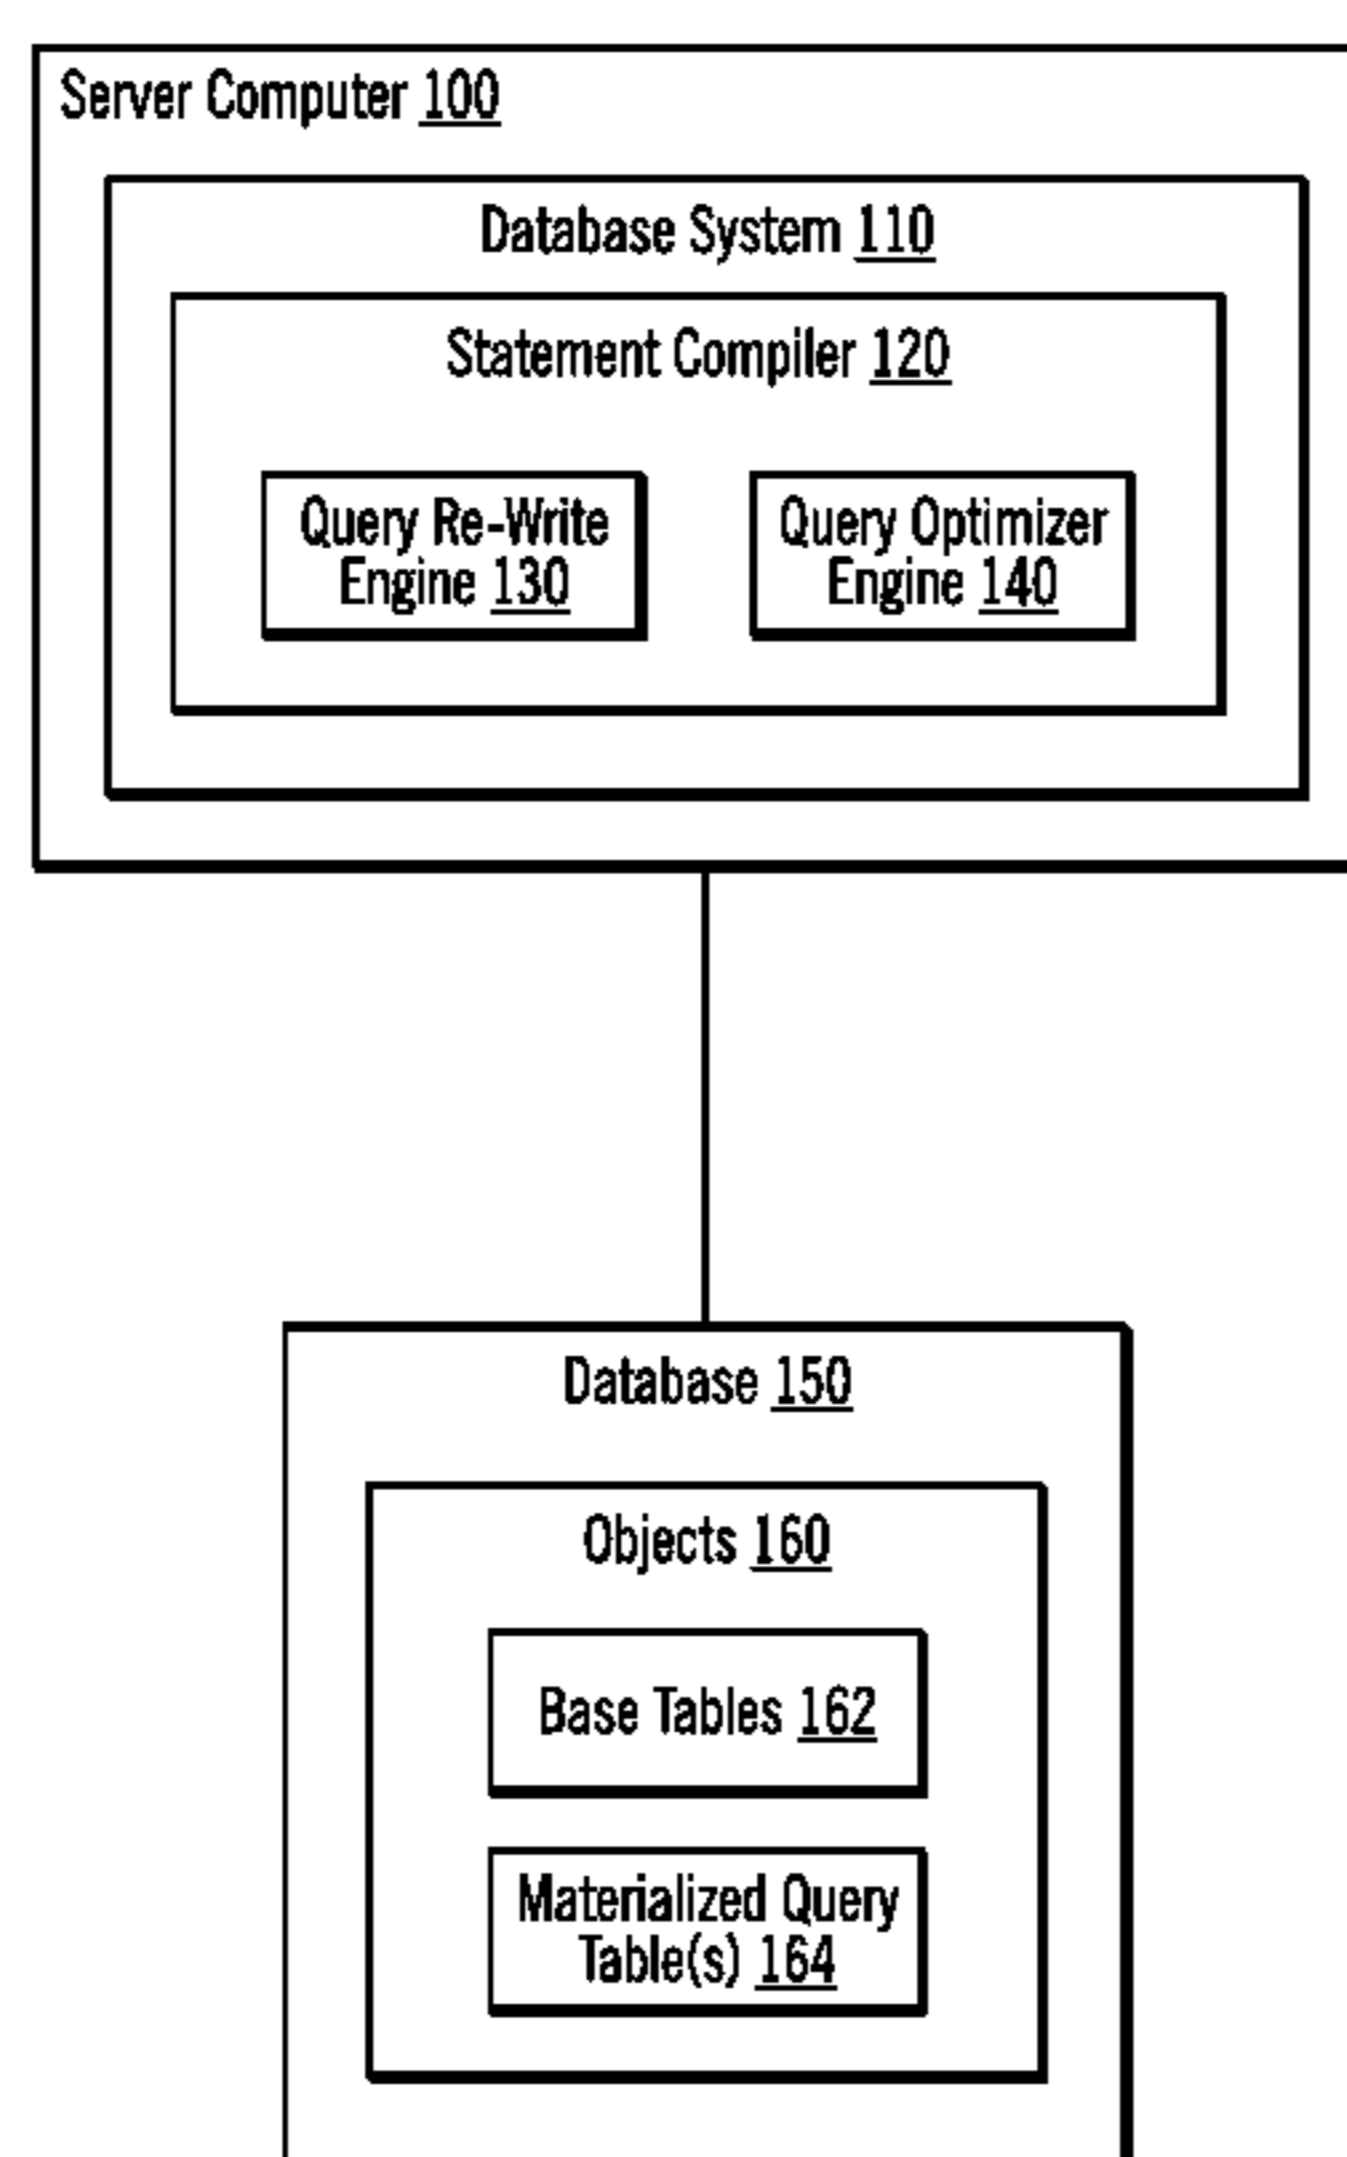 Server Computer 100
Database System 110
Statement Compiler 120
Query Re-Write
Engine 130
Query Optimizer
Engine 140
Database 150
Objects 160
Base Tables 162
Materialized Query
Table(s) 164